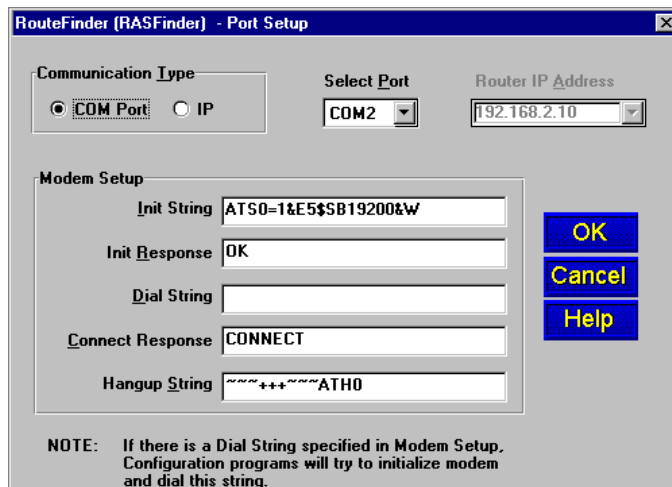 RouteFinder (RASFinder) - Port Setup
Communication Type
COM Port
IP
Select Port
COM2
Router IP Address
192.168.2.10
Modem Setup
Init String
ATS0=1&E5$SB19200&W
Init Response
OK
Dial String
Connect Response
CONNECT
Hangup String
~~~+++~~~ATH0
OK
Cancel
Help
NOTE: If there is a Dial String specified in Modem Setup,
Configuration programs will try to initialize modem
and dial this string.